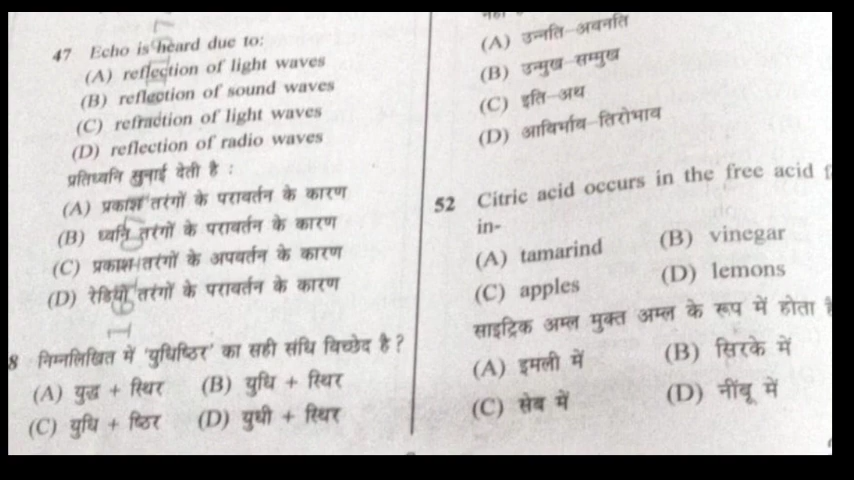 47 Echo is heard due to:
(A) reflection of light waves
(B) reflection of sound waves
(C) refraction of light waves
(D) reflection of radio waves
प्रतिध्वनि सुनाई देती है :
(A) प्रकाश तरंगों के परावर्तन के कारण
(B) ध्वनि तरंगों के परावर्तन के कारण
(C) प्रकाश तरंगों के अपवर्तन के कारण
(D) रेडियो तरंगों के परावर्तन के कारण
8 निम्नलिखित में 'युधिष्ठिर' का सही संधि विच्छेद है ?
(A) युद्ध + स्थिर (B) युधि + स्थिर
(C) युधि + ष्ठिर (D) युधी + स्थिर
(A) उन्नति–अवनति
(B) उन्मुख–सम्मुख
(C) इति–अथ
(D) आविर्भाव–तिरोभाव
52 Citric acid occurs in the free acid
in-
(A) tamarind (B) vinegar
(C) apples (D) lemons
साइट्रिक अम्ल मुक्त अम्ल के रूप में होता
(A) इमली में (B) सिरके में
(C) सेब में (D) नींबू में